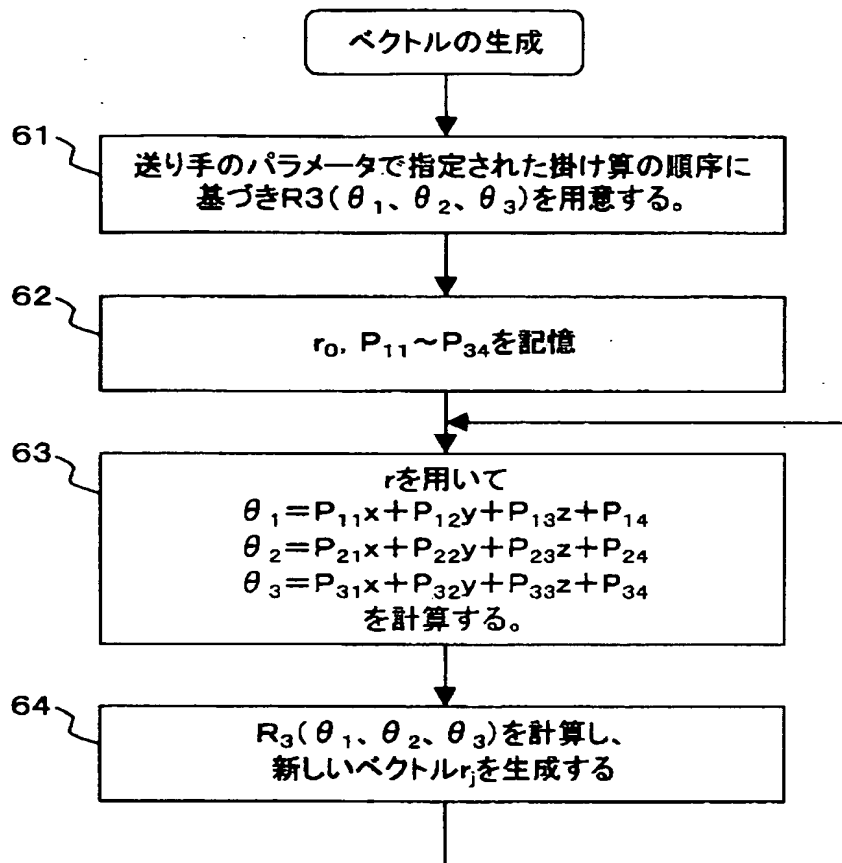 ベクトルの生成
61
送り手のパラメータで指定された掛け算の順序に
基づきR3(θ₁、θ₂、θ₃)を用意する。
62
r₀, P₁₁~P₃₄を記憶
63
rを用いて
θ₁=P₁₁x+P₁₂y+P₁₃z+P₁₄
θ₂=P₂₁x+P₂₂y+P₂₃z+P₂₄
θ₃=P₃₁x+P₃₂y+P₃₃z+P₃₄
を計算する。
64
R₃(θ₁、θ₂、θ₃)を計算し、
新しいベクトルrⱼを生成する